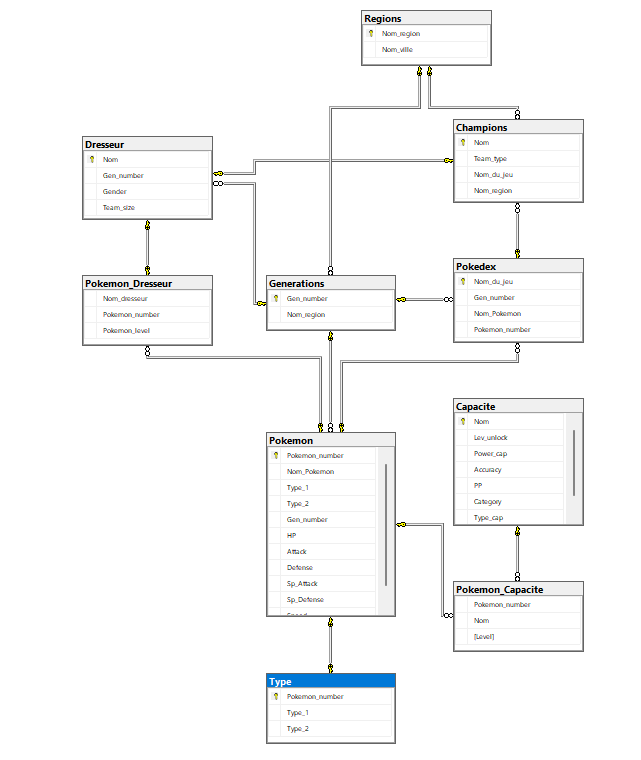 Regions
Nom_region
Nom_ville
Champions
Nom
Team_type
Nom_du_jeu
Nom_region
Dresseur
Nom
Gen_number
Gender
Team_size
Pokedex
Nom_du_jeu
Gen_number
Nom_Pokemon
Pokemon_number
Pokemon_Dresseur
Nom_dresseur
Pokemon_number
Pokemon_level
Generations
Gen_number
Nom_region
Capacite
Nom
Lev_unlock
Power_cap
Accuracy
PP
Category
Type_cap
Pokemon
Pokemon_number
Nom_Pokemon
Type_1
Type_2
Gen_number
HP
Attack
Defense
Sp_Attack
Sp_Defense
Pokemon_Capacite
Pokemon_number
Nom
[Level]
Type
Pokemon_number
Type_1
Type_2